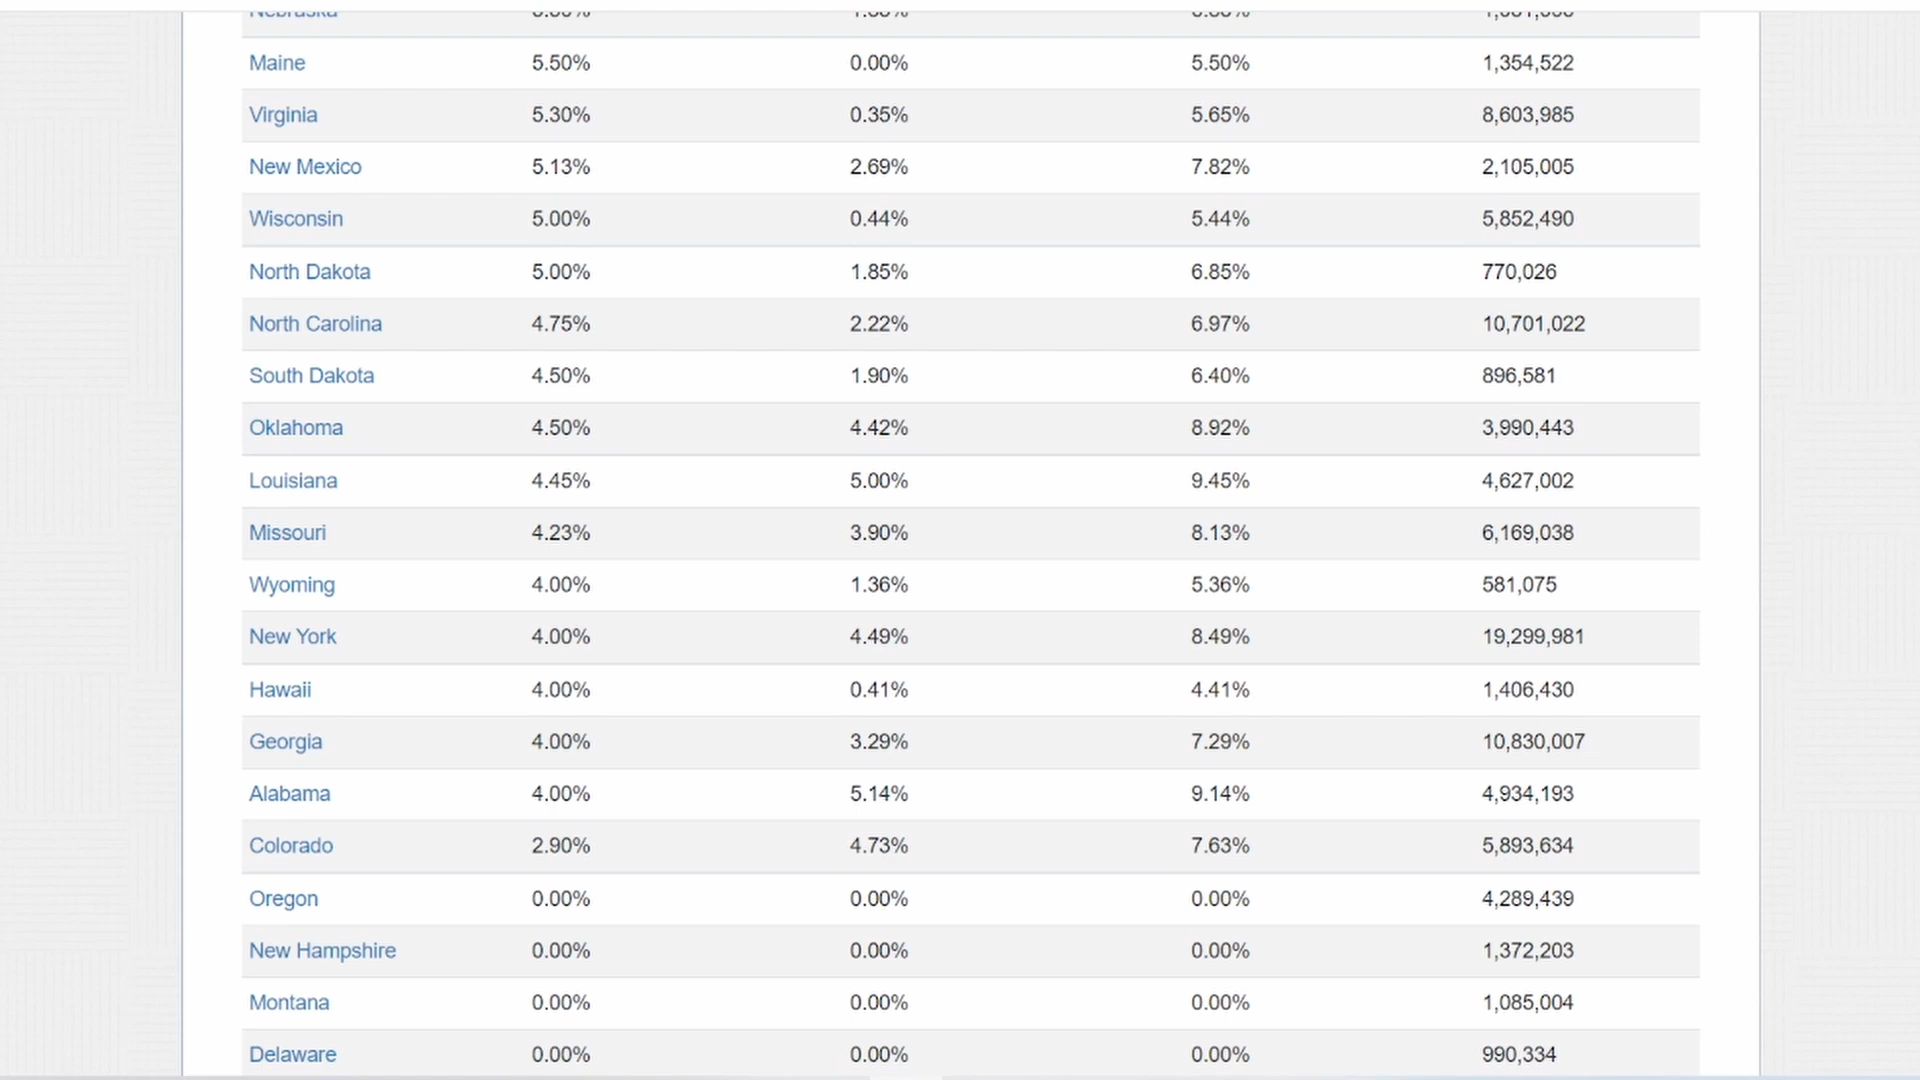 Maine 5.50% 0.00% 5.50% 1,354,522
Virginia 5.30% 0.35% 5.65% 8,603,985
New Mexico 5.13% 2.69% 7.82% 2,105,005
Wisconsin 5.00% 0.44% 5.44% 5,852,490
North Dakota 5.00% 1.85% 6.85% 770,026
North Carolina 4.75% 2.22% 6.97% 10,701,022
South Dakota 4.50% 1.90% 6.40% 896,581
Oklahoma 4.50% 4.42% 8.92% 3,990,443
Louisiana 4.45% 5.00% 9.45% 4,627,002
Missouri 4.23% 3.90% 8.13% 6,169,038
Wyoming 4.00% 1.36% 5.36% 581,075
New York 4.00% 4.49% 8.49% 19,299,981
Hawaii 4.00% 0.41% 4.41% 1,406,430
Georgia 4.00% 3.29% 7.29% 10,830,007
Alabama 4.00% 5.14% 9.14% 4,934,193
Colorado 2.90% 4.73% 7.63% 5,893,634
Oregon 0.00% 0.00% 0.00% 4,289,439
New Hampshire 0.00% 0.00% 0.00% 1,372,203
Montana 0.00% 0.00% 0.00% 1,085,004
Delaware 0.00% 0.00% 0.00% 990,334